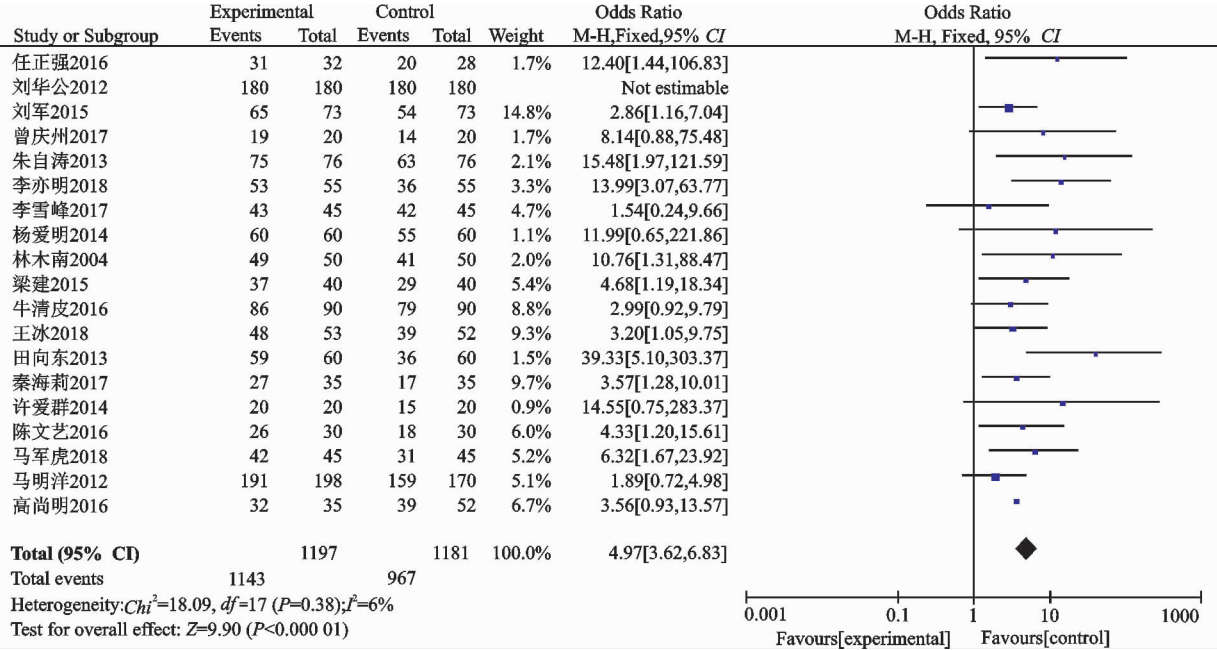 Experimental Control Odds Ratio Odds Ratio
Study or Subgroup Events Total Events Total Weight M-H,Fixed,95% CI M-H, Fixed, 95% CI
任正强2016 31 32 20 28 1.7% 12.40[1.44,106.83]
刘华公2012 180 180 180 180 Not estimable
刘军2015 65 73 54 73 14.8% 2.86[1.16,7.04]
曾庆州2017 19 20 14 20 1.7% 8.14[0.88,75.48]
朱自涛2013 75 76 63 76 2.1% 15.48[1.97,121.59]
李亦明2018 53 55 36 55 3.3% 13.99[3.07,63.77]
李雪峰2017 43 45 42 45 4.7% 1.54[0.24,9.66]
杨爱明2014 60 60 55 60 1.1% 11.99[0.65,221.86]
林木南2004 49 50 41 50 2.0% 10.76[1.31,88.47]
梁建2015 37 40 29 40 5.4% 4.68[1.19,18.34]
牛清皮2016 86 90 79 90 8.8% 2.99[0.92,9.79]
王冰2018 48 53 39 52 9.3% 3.20[1.05,9.75]
田向东2013 59 60 36 60 1.5% 39.33[5.10,303.37]
秦海莉2017 27 35 17 35 9.7% 3.57[1.28,10.01]
许爱群2014 20 20 15 20 0.9% 14.55[0.75,283.37]
陈文艺2016 26 30 18 30 6.0% 4.33[1.20,15.61]
马军虎2018 42 45 31 45 5.2% 6.32[1.67,23.92]
马明洋2012 191 198 159 170 5.1% 1.89[0.72,4.98]
高尚明2016 32 35 39 52 6.7% 3.56[0.93,13.57]
Total (95% CI) 1197 1181 100.0% 4.97[3.62,6.83]
Total events 1143 967
Heterogeneity:Chi²=18.09, df=17 (P=0.38);I²=6%
Test for overall effect: Z=9.90 (P<0.000 01)
0.001 0.1 1 10 1000
Favours[experimental] Favours[control]